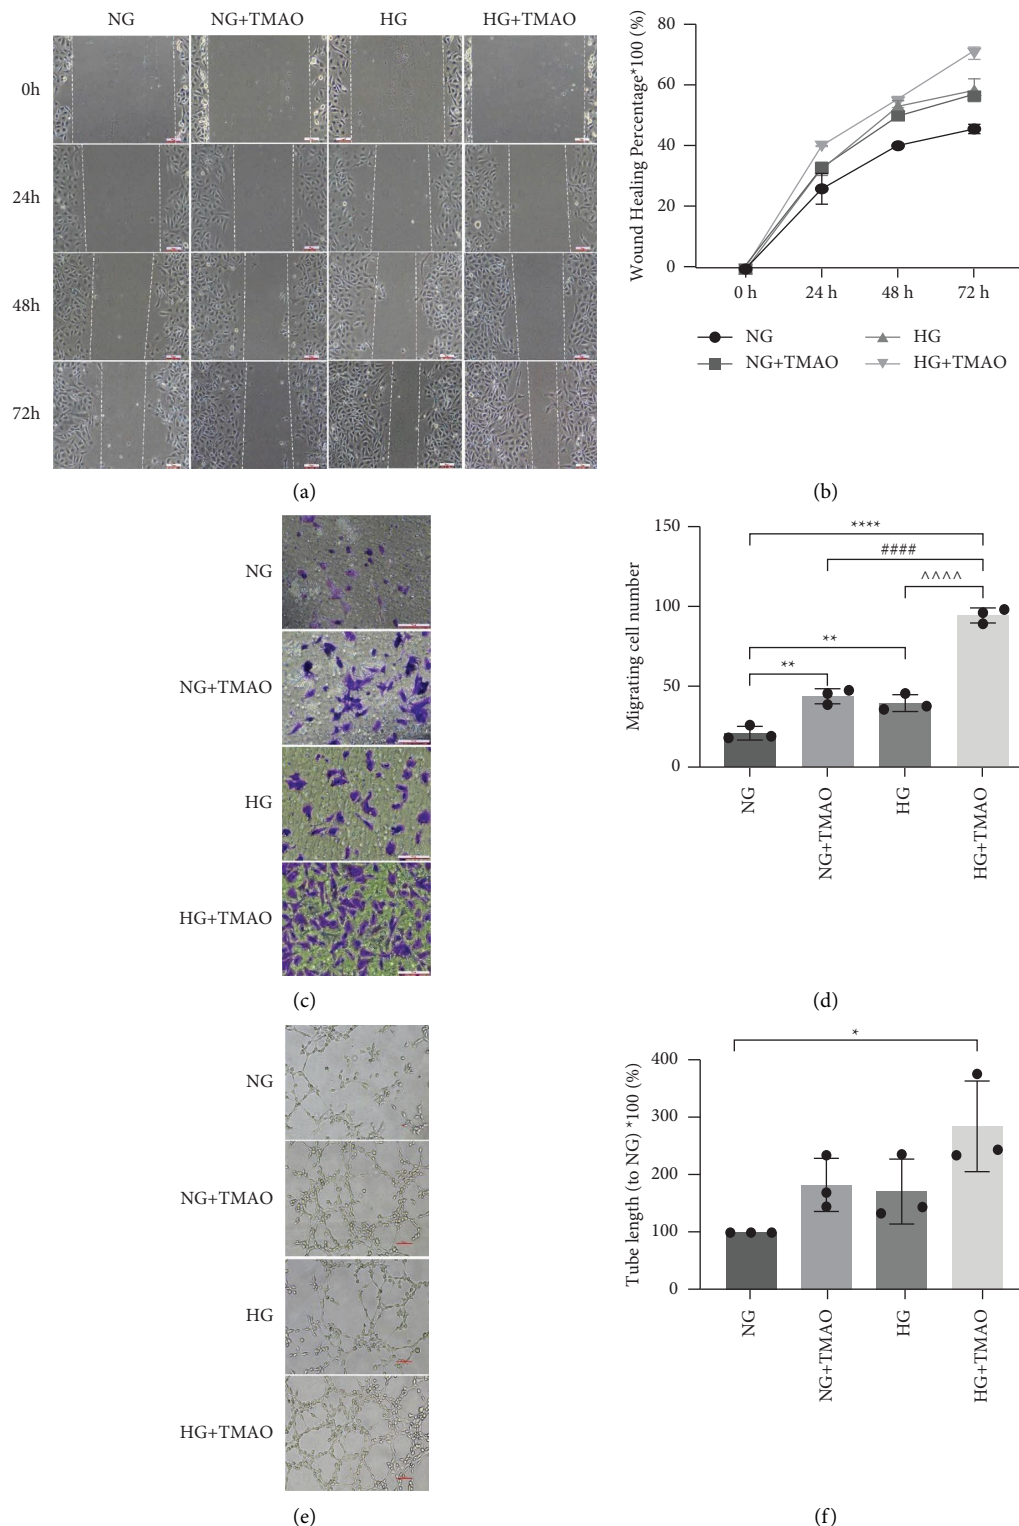 NG NG+TMAO HG HG+TMAO
0h
24h
48h
72h
(a)
Wound Healing Percentage*100 (%)
80
60
40
20
0
0 h 24 h 48 h 72 h
NG HG
NG+TMAO HG+TMAO
(b)
NG
NG+TMAO
HG
HG+TMAO
(c)
Migrating cell number
150
100
50
0
****
####
^^^^
**
**
NG NG+TMAO HG HG+TMAO
(d)
NG
NG+TMAO
HG
HG+TMAO
(e)
Tube length (to NG) *100 (%)
400
300
200
100
0
*
NG NG+TMAO HG HG+TMAO
(f)